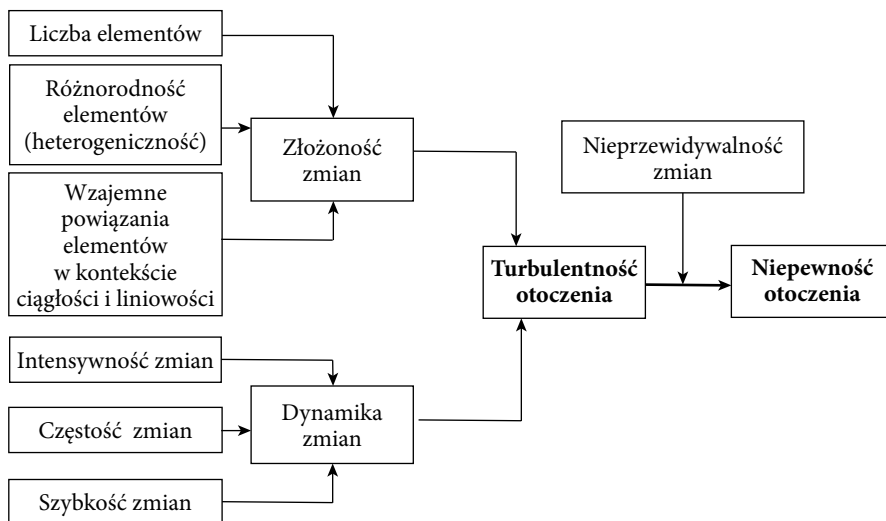 Liczba elementów
Różnorodność
elementów
(heterogeniczność)
Wzajemne
powiązania
elementów
w kontekście
ciągłości i liniowości
Złożoność
zmian
Nieprzewidywalność
zmian
Turbulentność
otoczenia
Niepewność
otoczenia
Intensywność zmian
Częstość zmian
Szybkość zmian
Dynamika
zmian